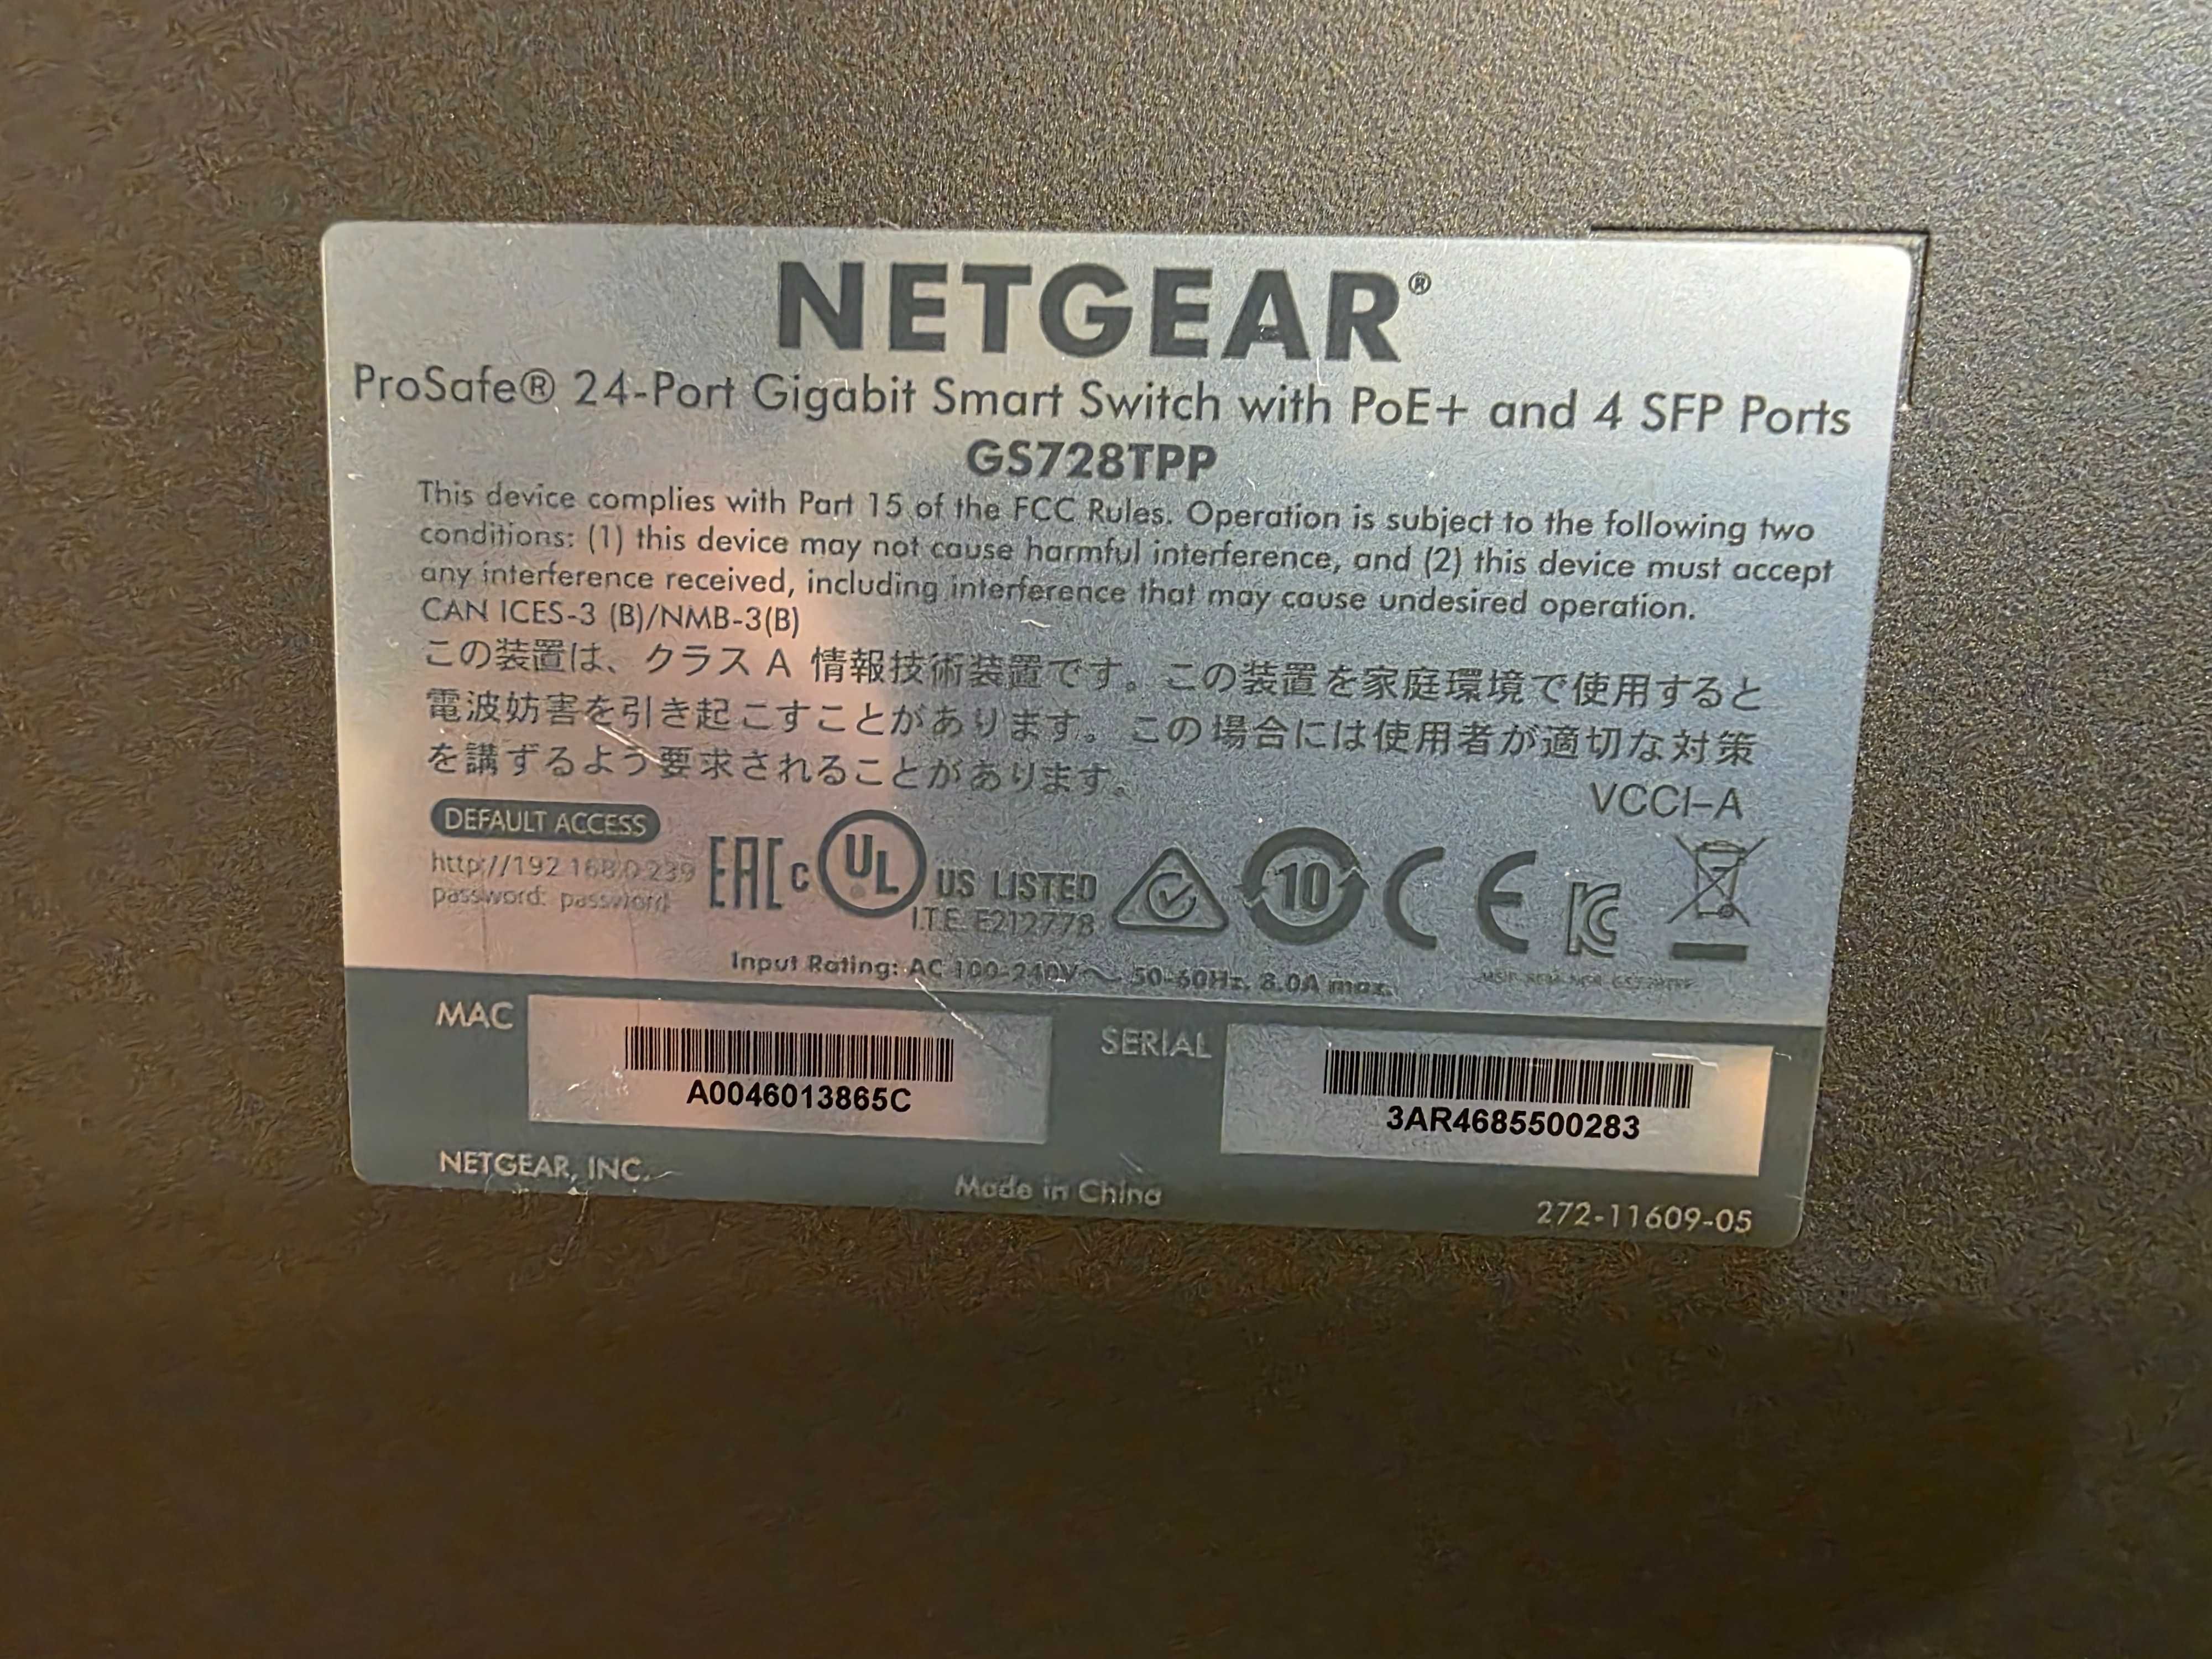 NETGEAR®
ProSafe® 24-Port Gigabit Smart Switch with PoE+ and 4 SFP Ports
GS728TPP
This device complies with Part 15 of the FCC Rules. Operation is subject to the following two
conditions: (1) this device may not cause harmful interference, and (2) this device must accept
any interference received, including interference that may cause undesired operation.
CAN ICES-3 (B)/NMB-3(B)
この装置は、クラス A 情報技術装置です。この装置を家庭環境で使用すると
電波妨害を引き起こすことがあります。この場合には使用者が適切な対策
を講ずるよう要求されることがあります。
VCCI-A
DEFAULT ACCESS
http://192.168.0.239
password: password
EAC
c UL US LISTED
I.T.E. E212778
10
CE
KC
Input Rating: AC 100-240V~ 50-60Hz, 8.0A max.
MAC
A0046013865C
SERIAL
3AR4685500283
NETGEAR, INC.
Made in China
272-11609-05